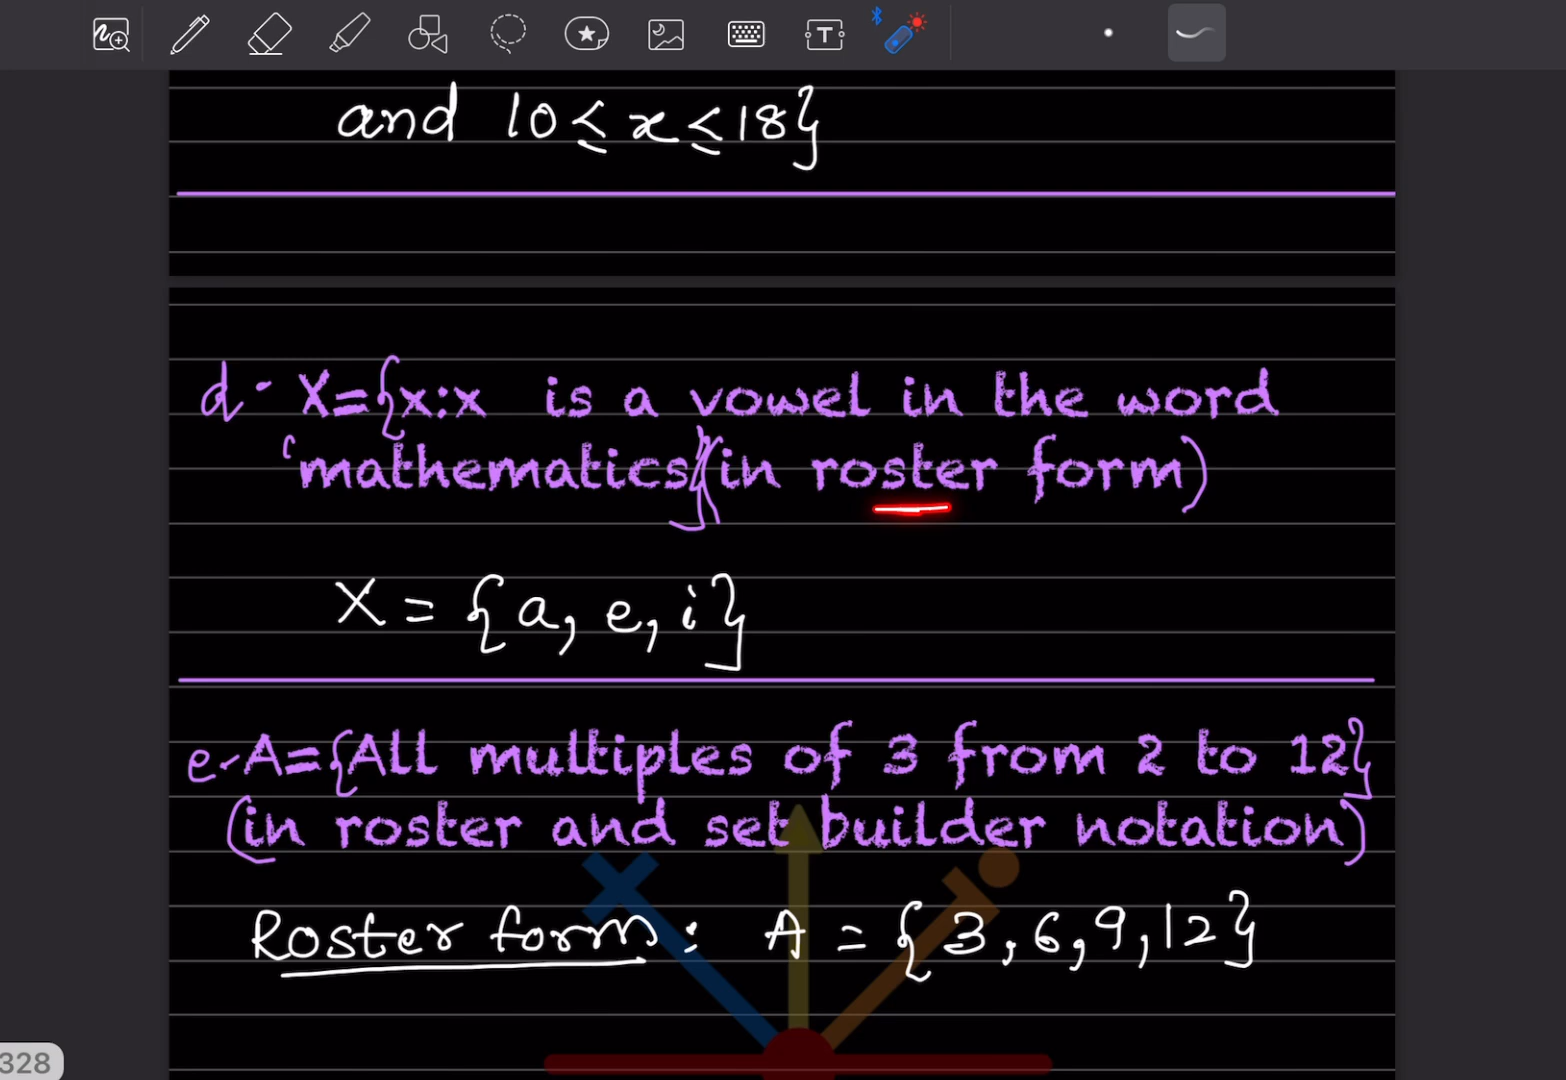 and 10 ≤ x ≤ 18}
d. X={x:x is a vowel in the word
'mathematics}(in roster form)
X = {a, e, i}
e. A={All multiples of 3 from 2 to 12}
(in roster and set builder notation)
Roster form: A = {3, 6, 9, 12}
328